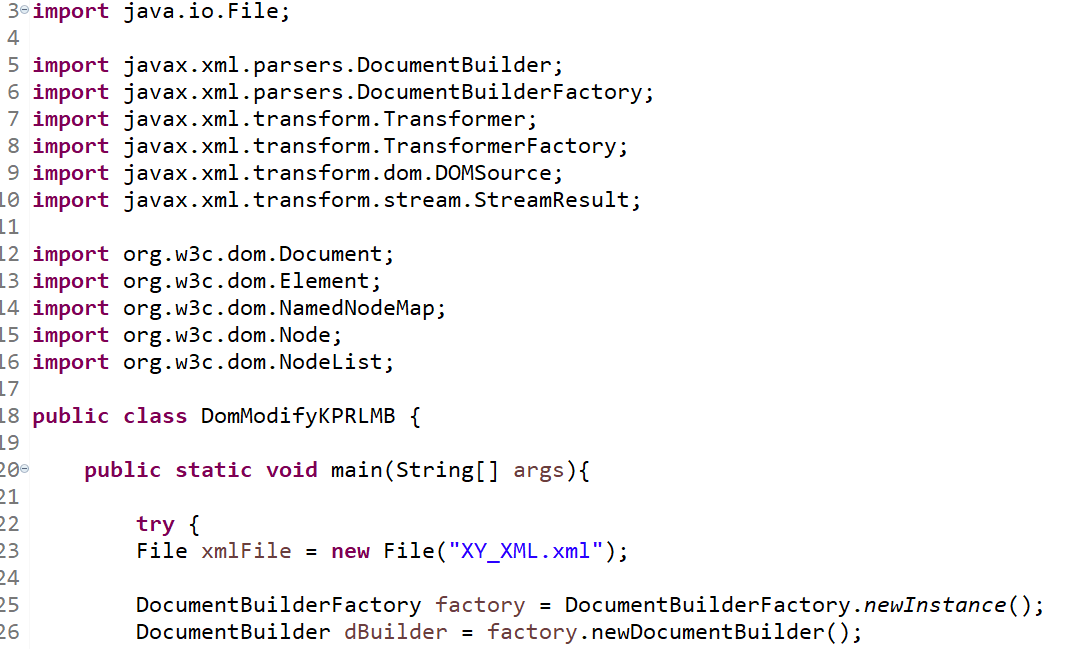 3 import java.io.File;
4
5 import javax.xml.parsers.DocumentBuilder;
6 import javax.xml.parsers.DocumentBuilderFactory;
7 import javax.xml.transform.Transformer;
8 import javax.xml.transform.TransformerFactory;
9 import javax.xml.transform.dom.DOMSource;
10 import javax.xml.transform.stream.StreamResult;
11
12 import org.w3c.dom.Document;
13 import org.w3c.dom.Element;
14 import org.w3c.dom.NamedNodeMap;
15 import org.w3c.dom.Node;
16 import org.w3c.dom.NodeList;
17
18 public class DomModifyKPRLMB {
19
20     public static void main(String[] args){
21
22         try {
23         File xmlFile = new File("XY_XML.xml");
24
25         DocumentBuilderFactory factory = DocumentBuilderFactory.newInstance();
26         DocumentBuilder dBuilder = factory.newDocumentBuilder();